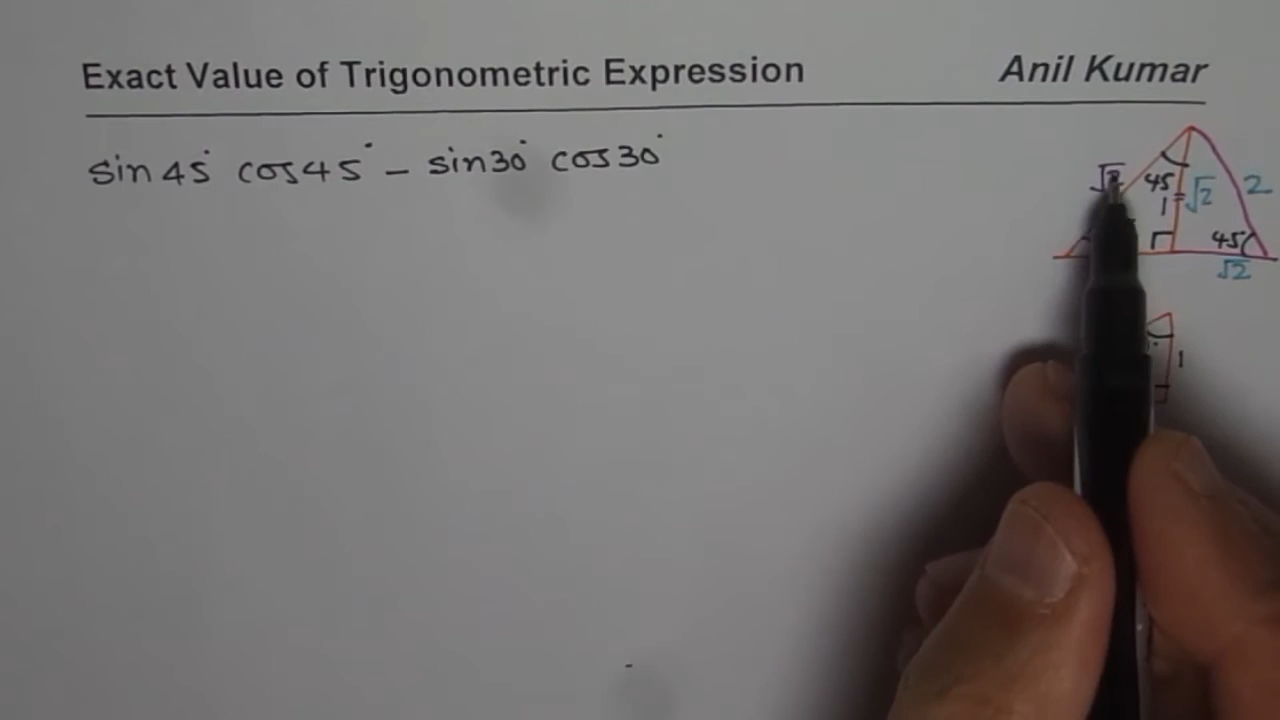 Exact Value of Trigonometric Expression Anil Kumar
sin 45° cos 45° – sin 30° cos 30°
45 √2 2
1
45
√2
1